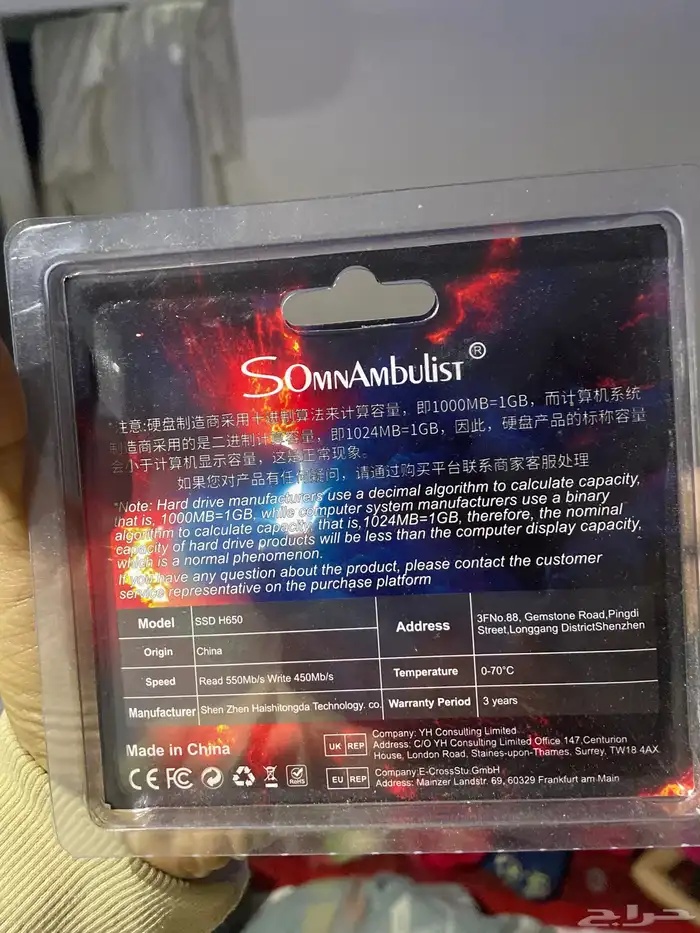 SOmnAmbulist®
*注意:硬盘制造商采用十进制算法来计算容量，即1000MB=1GB，而计算机系统
制造商采用的是二进制计算容量，即1024MB=1GB，因此，硬盘产品的标称容量
会小于计算机显示容量，这是正常现象。
如果您对产品有任何疑问，请通过购买平台联系商家客服处理
*Note: Hard drive manufacturers use a decimal algorithm to calculate capacity,
that is, 1000MB=1GB, while computer system manufacturers use a binary
algorithm to calculate capacity, that is,1024MB=1GB, therefore, the nominal
capacity of hard drive products will be less than the computer display capacity,
which is a normal phenomenon.
If you have any question about the product, please contact the customer
service representative on the purchase platform
Model SSD H650
Address 3FNo.88, Gemstone Road,Pingdi
Street,Longgang DistrictShenzhen
Origin China
Speed Read 550Mb/s Write 450Mb/s
Temperature 0-70°C
Manufacturer Shen Zhen Haishitongda Technology. co.
Warranty Period 3 years
Made in China
CE FC RoHS
UK REP Company: YH Consulting Limited
Address: C/O YH Consulting Limited Office 147,Centurion
House, London Road, Staines-upon-Thames, Surrey, TW18 4AX
EU REP Company:E-CrossStu GmbH
Address: Mainzer Landstr. 69, 60329 Frankfurt am Main
حراج